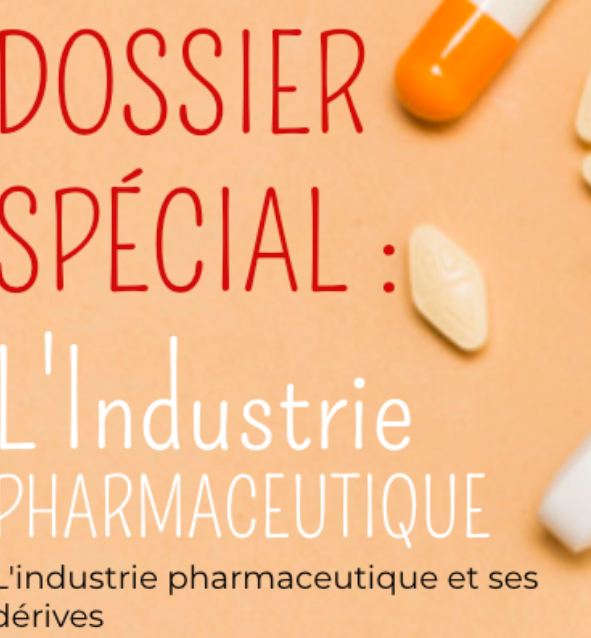 DOSSIER
SPÉCIAL :
L'Industrie
PHARMACEUTIQUE
L'industrie pharmaceutique et ses
dérives